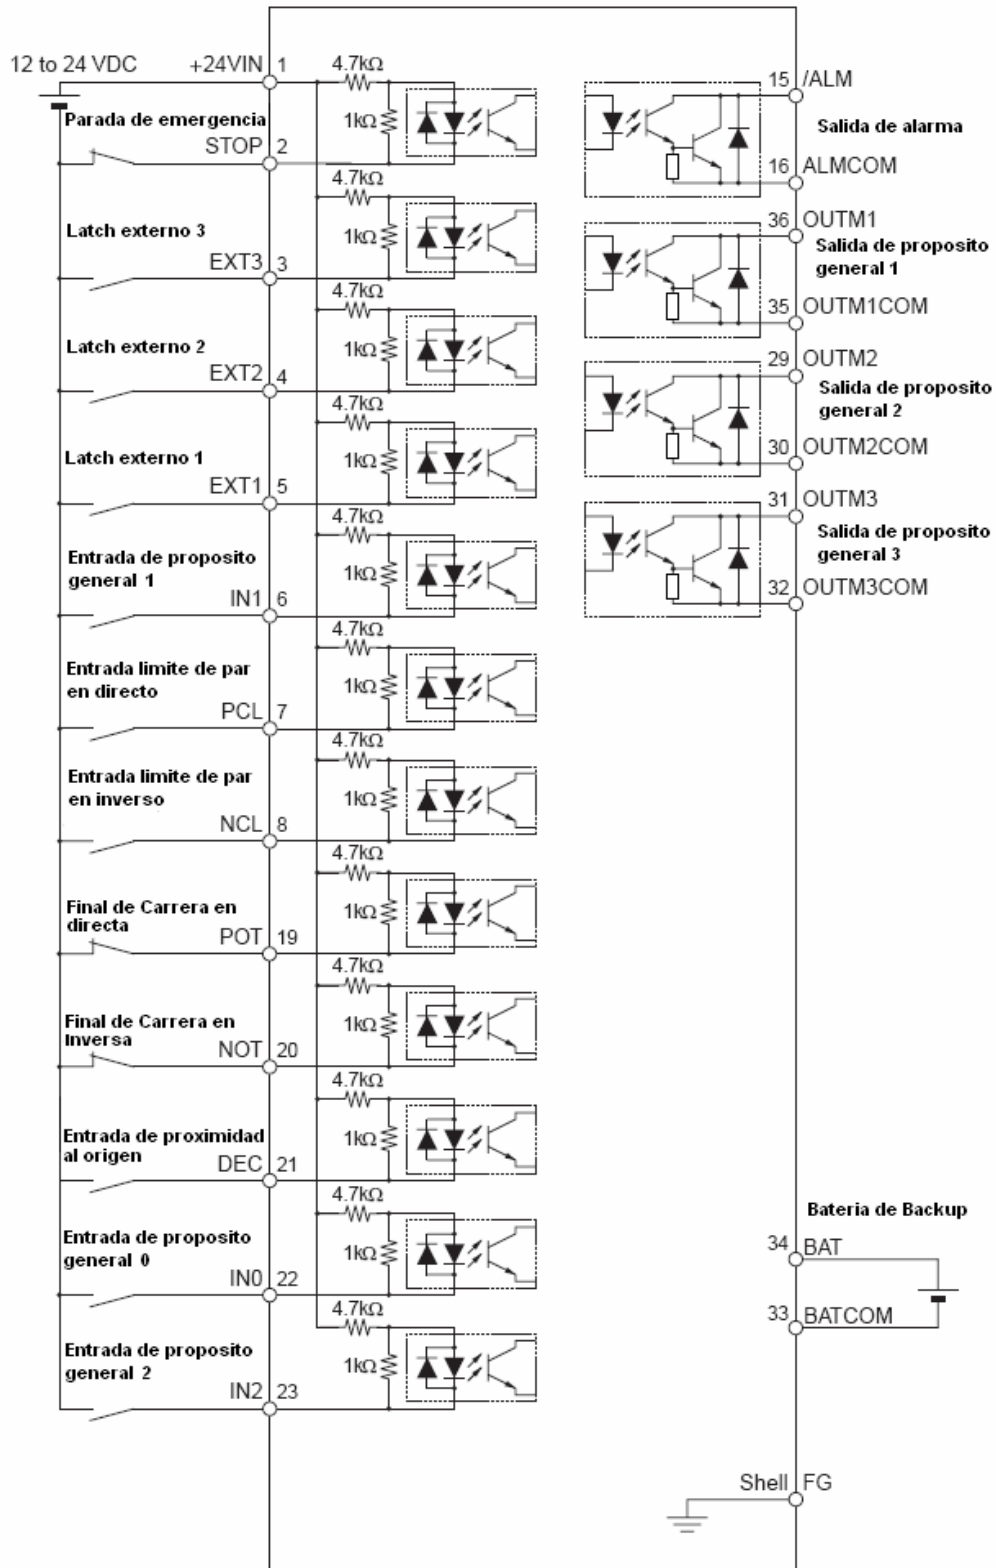 12 to 24 VDC
+24VIN 1
4.7kΩ
1kΩ
Parada de emergencia
STOP 2
4.7kΩ
1kΩ
Latch externo 3
EXT3 3
4.7kΩ
1kΩ
Latch externo 2
EXT2 4
4.7kΩ
1kΩ
Latch externo 1
EXT1 5
4.7kΩ
1kΩ
Entrada de proposito
general 1
IN1 6
4.7kΩ
1kΩ
Entrada limite de par
en directo
PCL 7
4.7kΩ
1kΩ
Entrada limite de par
en inverso
NCL 8
4.7kΩ
1kΩ
Final de Carrera en
directa
POT 19
4.7kΩ
1kΩ
Final de Carrera en
Inversa
NOT 20
4.7kΩ
1kΩ
Entrada de proximidad
al origen
DEC 21
4.7kΩ
1kΩ
Entrada de proposito
general 0
IN0 22
4.7kΩ
1kΩ
Entrada de proposito
general 2
IN2 23
15 /ALM
Salida de alarma
16 ALMCOM
36 OUTM1
Salida de proposito
general 1
35 OUTM1COM
29 OUTM2
Salida de proposito
general 2
30 OUTM2COM
31 OUTM3
Salida de proposito
general 3
32 OUTM3COM
Bateria de Backup
34 BAT
33 BATCOM
Shell FG